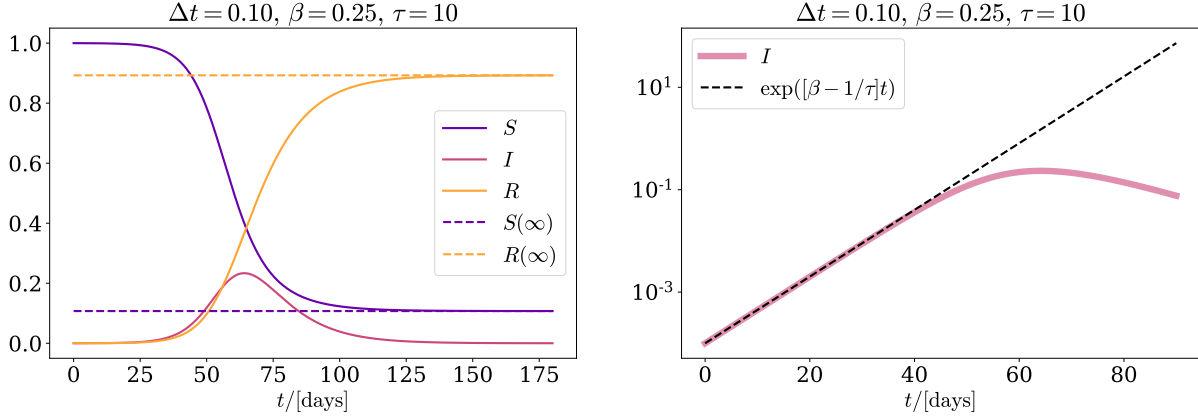 Δt = 0.10, β = 0.25, τ = 10
1.0
0.8
0.6
0.4
0.2
0.0
S
I
R
S(∞)
R(∞)
0 25 50 75 100 125 150 175
t/[days]
Δt = 0.10, β = 0.25, τ = 10
I
exp([β − 1/τ]t)
10¹
10⁻¹
10⁻³
0 20 40 60 80
t/[days]